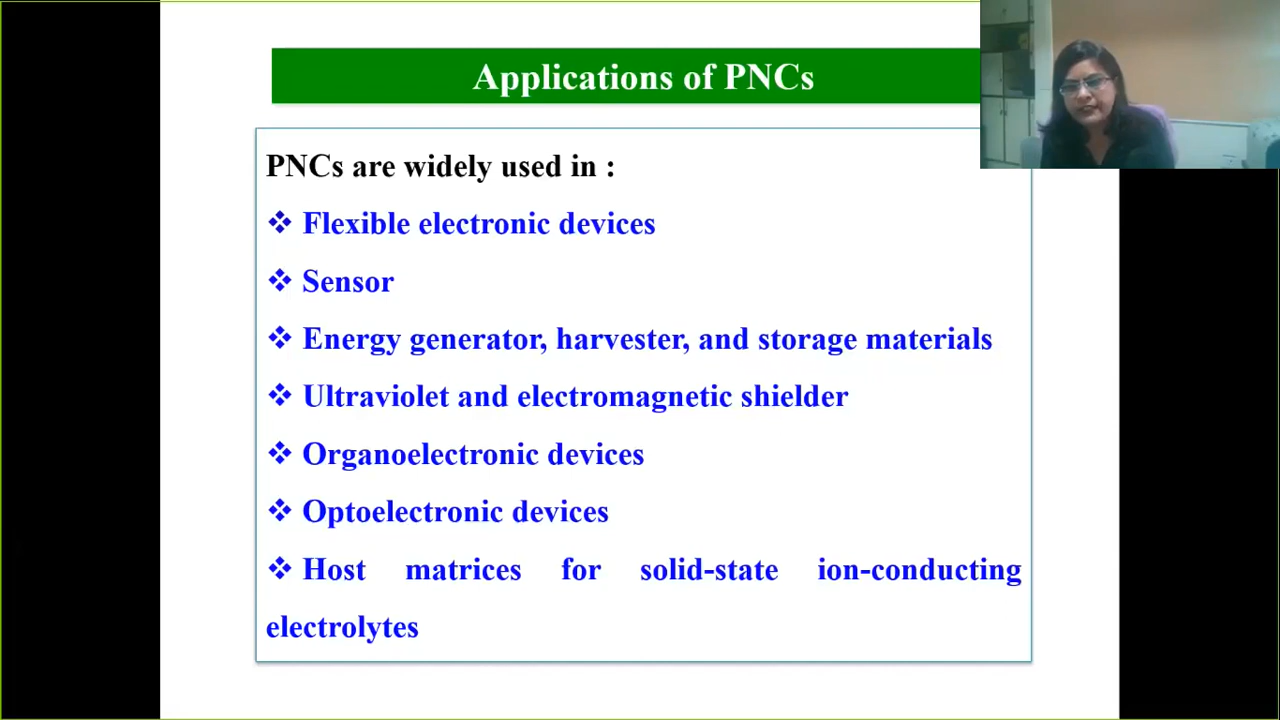 Applications of PNCs
PNCs are widely used in :
❖ Flexible electronic devices
❖ Sensor
❖ Energy generator, harvester, and storage materials
❖ Ultraviolet and electromagnetic shielder
❖ Organoelectronic devices
❖ Optoelectronic devices
❖ Host matrices for solid-state ion-conducting
electrolytes